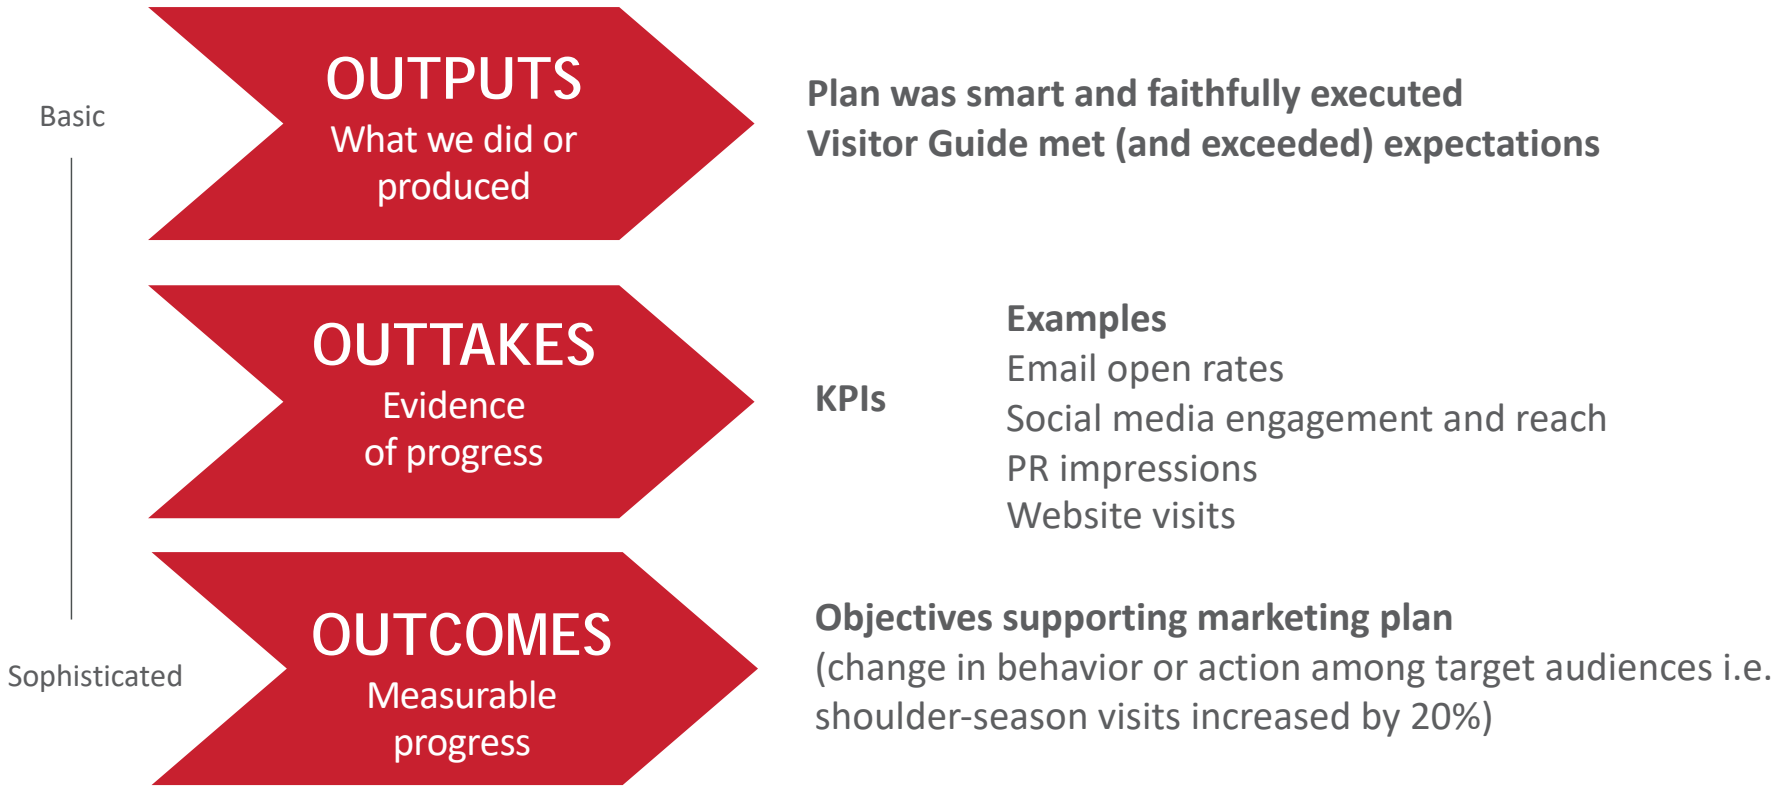 Basic
OUTPUTS
What we did or
produced
Plan was smart and faithfully executed
Visitor Guide met (and exceeded) expectations
OUTTAKES
Evidence
of progress
KPIs
Examples
Email open rates
Social media engagement and reach
PR impressions
Website visits
Sophisticated
OUTCOMES
Measurable
progress
Objectives supporting marketing plan
(change in behavior or action among target audiences i.e.
shoulder-season visits increased by 20%)